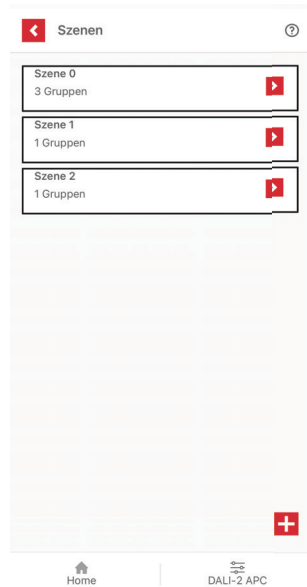 Szenen
Szene 0
3 Gruppen
Szene 1
1 Gruppen
Szene 2
1 Gruppen
Home
DALI-2 APC